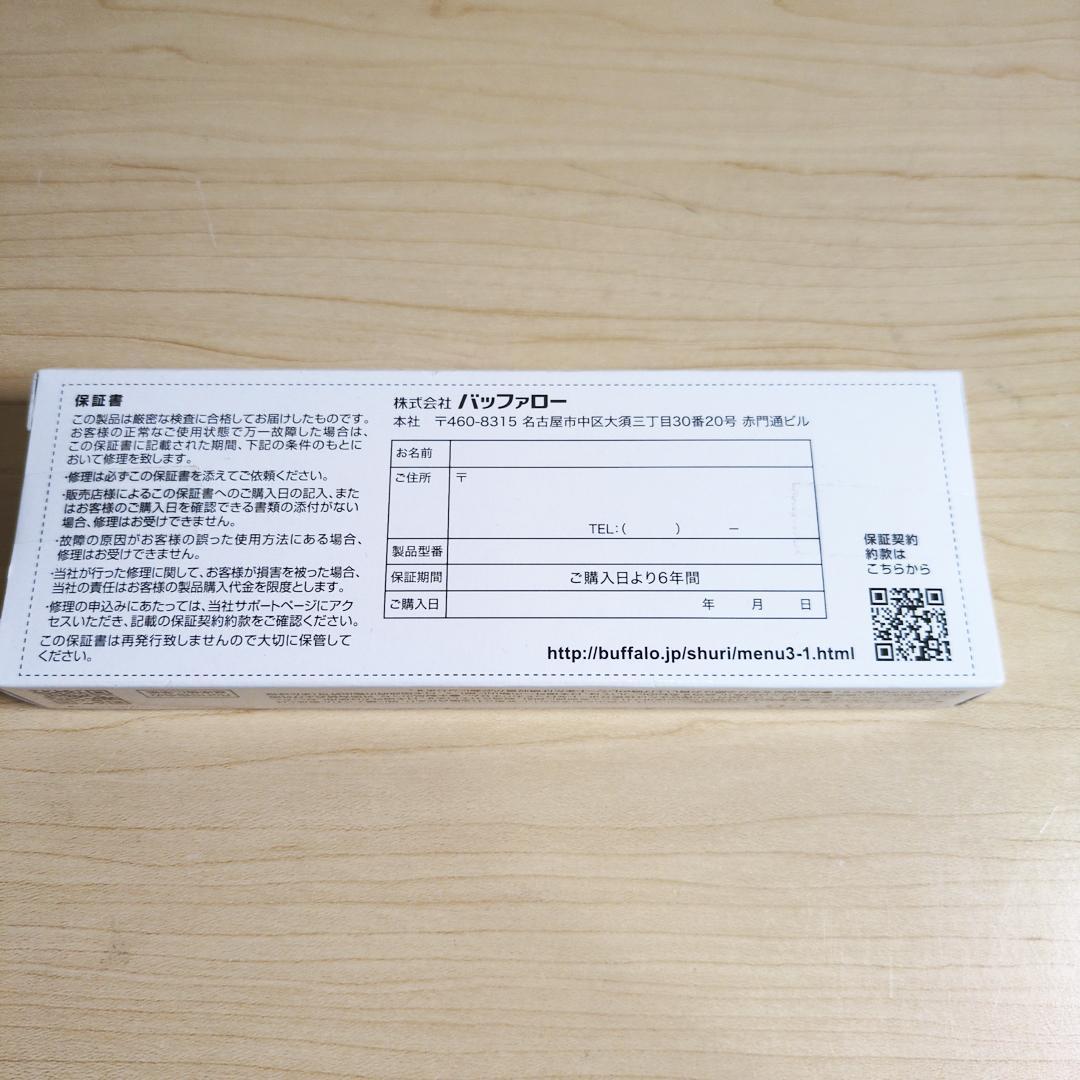 保証書
この製品は厳密な検査に合格してお届けしたものです。
お客様の正常なご使用状態で万一故障した場合は、
この保証書に記載された期間、下記の条件のもとに
おいて修理を致します。
・修理は必ずこの保証書を添えてご依頼ください。
・販売店様によるこの保証書へのご購入日の記入、また
はお客様のご購入日を確認できる書類の添付がない
場合、修理はお受けできません。
・故障の原因がお客様の誤った使用方法にある場合、
修理はお受けできません。
・当社が行った修理に関して、お客様が損害を被った場合、
当社の責任はお客様の製品購入代金を限度とします。
・修理の申込みにあたっては、当社サポートページにアク
セスいただき、記載の保証契約約款をご確認ください。
この保証書は再発行致しませんので大切に保管して
ください。
株式会社 バッファロー
本社 〒460-8315 名古屋市中区大須三丁目30番20号 赤門通ビル
お名前
ご住所 〒
TEL:( ) −
製品型番
保証期間 ご購入日より6年間
ご購入日 年 月 日
http://buffalo.jp/shuri/menu3-1.html
保証契約
約款は
こちらから